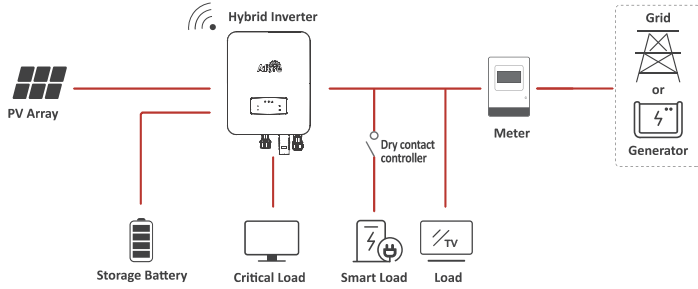 Hybrid Inverter
Grid
PV Array
or
Meter
Dry contact
controller
Generator
TV
Storage Battery
Critical Load
Smart Load
Load